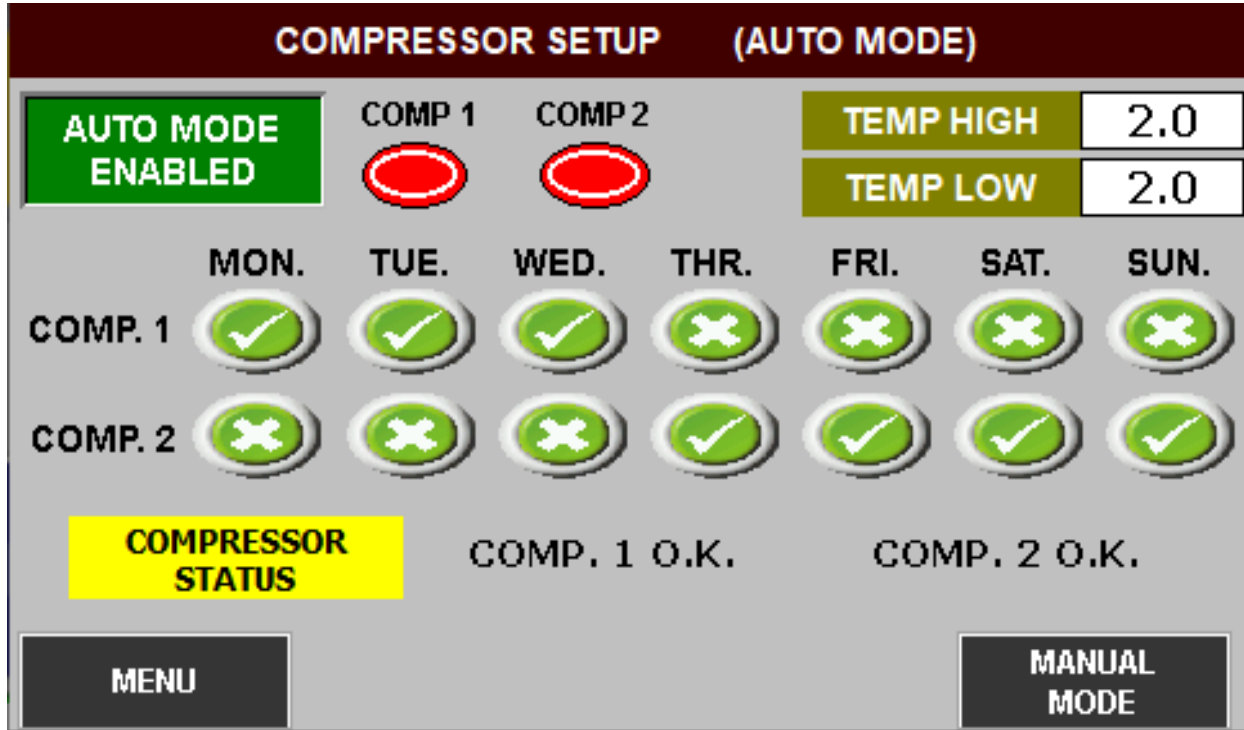 COMPRESSOR SETUP (AUTO MODE)
AUTO MODE
ENABLED
COMP 1
COMP 2
TEMP HIGH 2.0
TEMP LOW 2.0
MON. TUE. WED. THR. FRI. SAT. SUN.
COMP. 1
COMP. 2
COMPRESSOR
STATUS
COMP. 1 O.K.
COMP. 2 O.K.
MENU
MANUAL
MODE